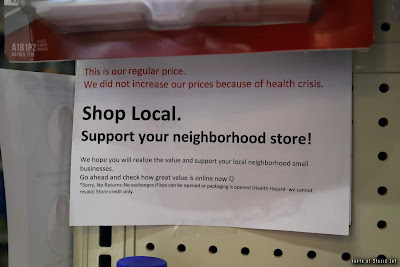 A1B1P2
This is our regular price.
We did not increase our prices because of health crisis.
Shop Local.
Support your neighborhood store!
We hope you will realize the value and support your local neighborhood small
businesses.
Go ahead and check how great value is online now ☺
*Sorry. No Returns-No exchanges if box can be opened or packaging is opened (Health Hazard- we cannot
resale) Store credit only.